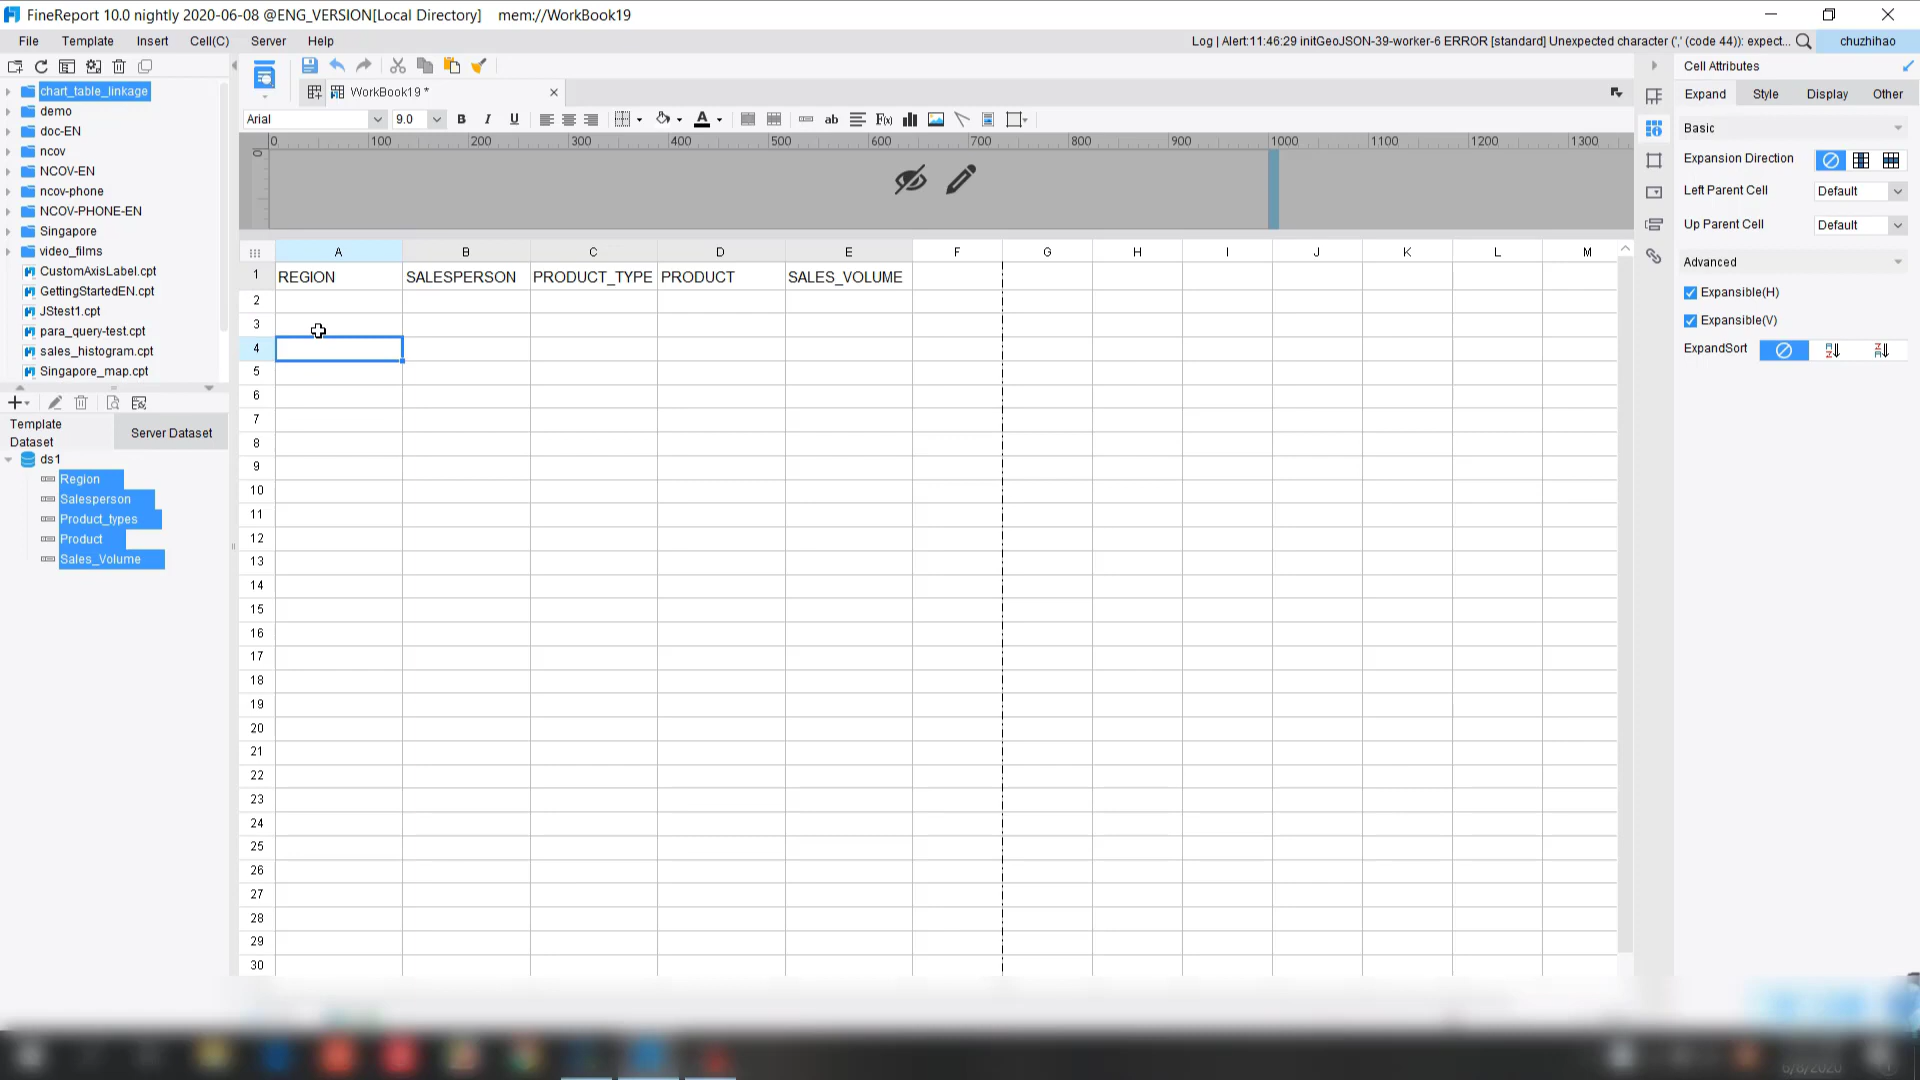 FineReport 10.0 nightly 2020-06-08 @ENG_VERSION[Local Directory] mem://WorkBook19
File Template Insert Cell(C) Server Help
Log | Alert:11:46:29 initGeoJSON-39-worker-6 ERROR [standard] Unexpected character (',' (code 44)): expect...
chuzhihao
chart_table_linkage
demo
doc-EN
ncov
NCOV-EN
ncov-phone
NCOV-PHONE-EN
Singapore
video_films
CustomAxisLabel.cpt
GettingStartedEN.cpt
JStest1.cpt
para_query-test.cpt
sales_histogram.cpt
Singapore_map.cpt
Template Dataset
Server Dataset
ds1
Region
Salesperson
Product_types
Product
Sales_Volume
WorkBook19 *
Arial 9.0 B I U A ab F(x)
0 100 200 300 400 500 600 700 800 900 1000 1100 1200 1300
0
A B C D E F G H I J K L M
1 REGION SALESPERSON PRODUCT_TYPE PRODUCT SALES_VOLUME
2
3
4
5
6
7
8
9
10
11
12
13
14
15
16
17
18
19
20
21
22
23
24
25
26
27
28
29
30
Cell Attributes
Expand Style Display Other
Basic
Expansion Direction
Left Parent Cell Default
Up Parent Cell Default
Advanced
Expansible(H)
Expansible(V)
ExpandSort
6/8/2020